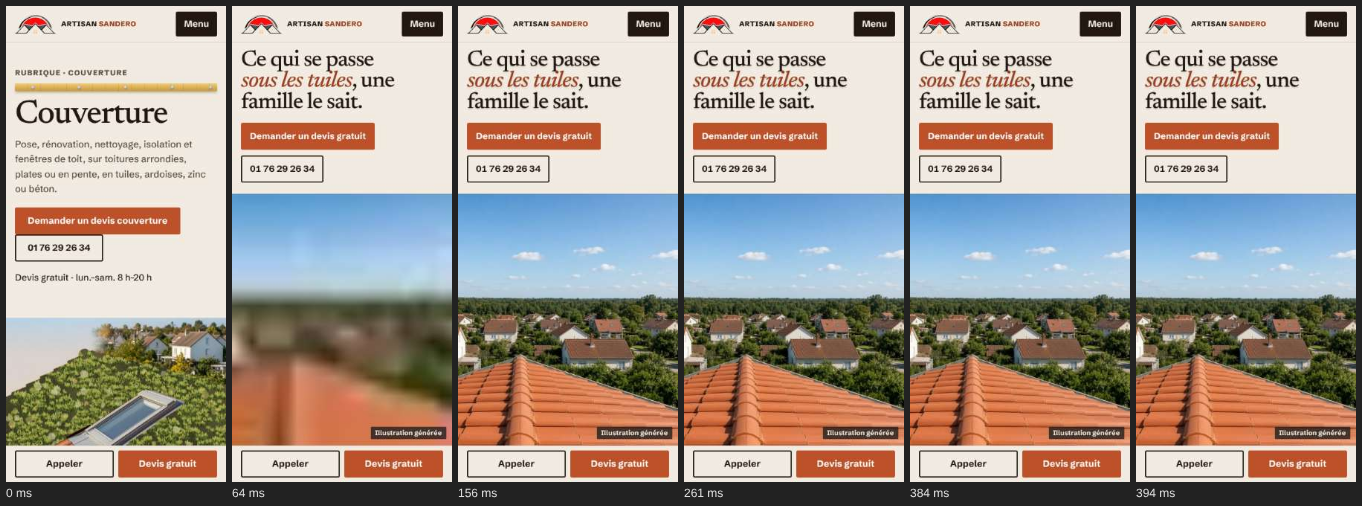 ARTISAN SANDERO
Menu
RUBRIQUE · COUVERTURE
Couverture
Pose, rénovation, nettoyage, isolation et
fenêtres de toit, sur toitures arrondies,
plates ou en pente, en tuiles, ardoises, zinc
ou béton.
Demander un devis couverture
01 76 29 26 34
Devis gratuit · lun.-sam. 8 h-20 h
Appeler
Devis gratuit
0 ms
ARTISAN SANDERO
Menu
Ce qui se passe
sous les tuiles, une
famille le sait.
Demander un devis gratuit
01 76 29 26 34
Illustration générée
Appeler
Devis gratuit
64 ms
ARTISAN SANDERO
Menu
Ce qui se passe
sous les tuiles, une
famille le sait.
Demander un devis gratuit
01 76 29 26 34
Illustration générée
Appeler
Devis gratuit
156 ms
ARTISAN SANDERO
Menu
Ce qui se passe
sous les tuiles, une
famille le sait.
Demander un devis gratuit
01 76 29 26 34
Illustration générée
Appeler
Devis gratuit
261 ms
ARTISAN SANDERO
Menu
Ce qui se passe
sous les tuiles, une
famille le sait.
Demander un devis gratuit
01 76 29 26 34
Illustration générée
Appeler
Devis gratuit
384 ms
ARTISAN SANDERO
Menu
Ce qui se passe
sous les tuiles, une
famille le sait.
Demander un devis gratuit
01 76 29 26 34
Illustration générée
Appeler
Devis gratuit
394 ms